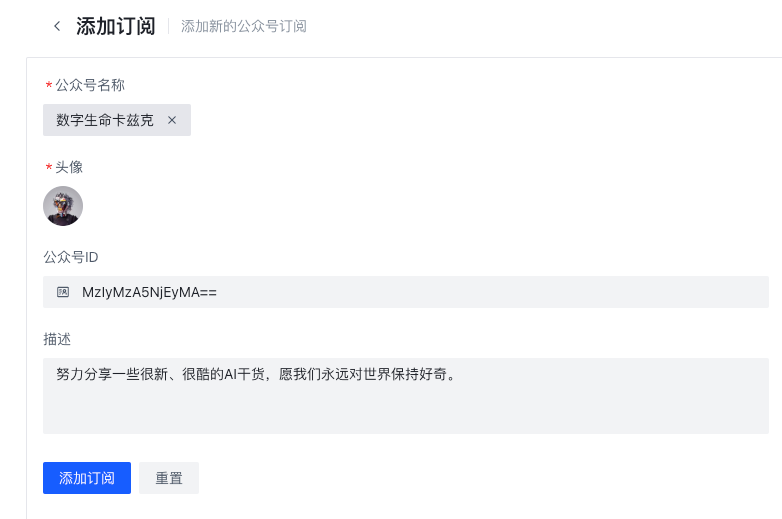 添加订阅 添加新的公众号订阅
* 公众号名称
数字生命卡兹克 ×
* 头像
公众号ID
MzIyMzA5NjEyMA==
描述
努力分享一些很新、很酷的AI干货，愿我们永远对世界保持好奇。
添加订阅 重置